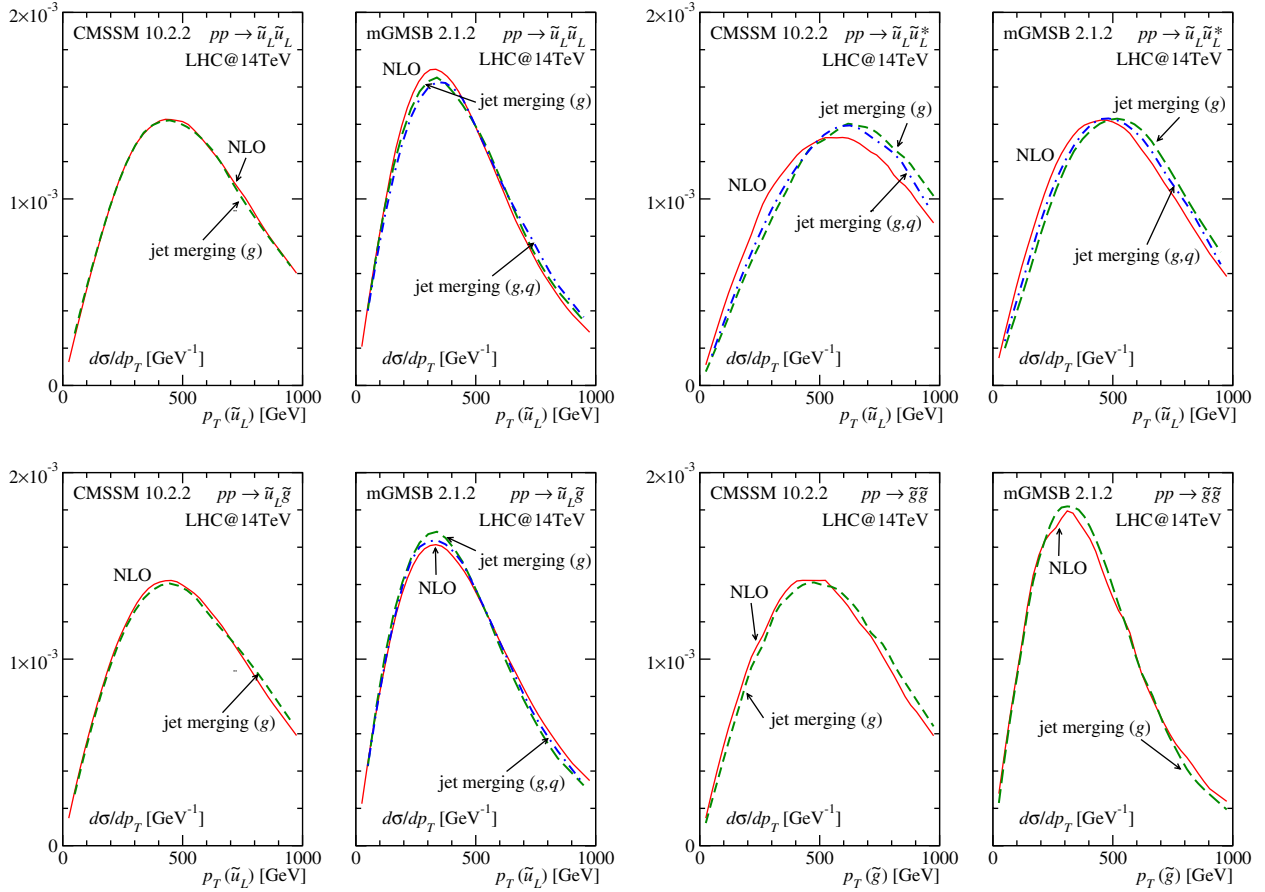 2×10⁻³
CMSSM 10.2.2 pp → ũ_Lũ_L
LHC@14TeV
NLO
jet merging (g)
1×10⁻³
dσ/dp_T [GeV⁻¹]
0
0 500 1000
p_T (ũ_L) [GeV]
mGMSB 2.1.2 pp → ũ_Lũ_L
LHC@14TeV
NLO
jet merging (g)
jet merging (g,q)
dσ/dp_T [GeV⁻¹]
0 500 1000
p_T (ũ_L) [GeV]
2×10⁻³
CMSSM 10.2.2 pp → ũ_Lũ_L*
LHC@14TeV
jet merging (g)
NLO
jet merging (g,q)
1×10⁻³
dσ/dp_T [GeV⁻¹]
0
0 500 1000
p_T (ũ_L) [GeV]
mGMSB 2.1.2 pp → ũ_Lũ_L*
LHC@14TeV
jet merging (g)
NLO
jet merging (g,q)
dσ/dp_T [GeV⁻¹]
0 500 1000
p_T (ũ_L) [GeV]
2×10⁻³
CMSSM 10.2.2 pp → ũ_Lg̃
LHC@14TeV
NLO
1×10⁻³
jet merging (g)
dσ/dp_T [GeV⁻¹]
0
0 500 1000
p_T (ũ_L) [GeV]
mGMSB 2.1.2 pp → ũ_Lg̃
LHC@14TeV
jet merging (g)
NLO
jet merging (g,q)
dσ/dp_T [GeV⁻¹]
0 500 1000
p_T (ũ_L) [GeV]
2×10⁻³
CMSSM 10.2.2 pp → g̃g̃
LHC@14TeV
NLO
1×10⁻³
jet merging (g)
dσ/dp_T [GeV⁻¹]
0
0 500 1000
p_T (g̃) [GeV]
mGMSB 2.1.2 pp → g̃g̃
LHC@14TeV
NLO
jet merging (g)
dσ/dp_T [GeV⁻¹]
0 500 1000
p_T (g̃) [GeV]